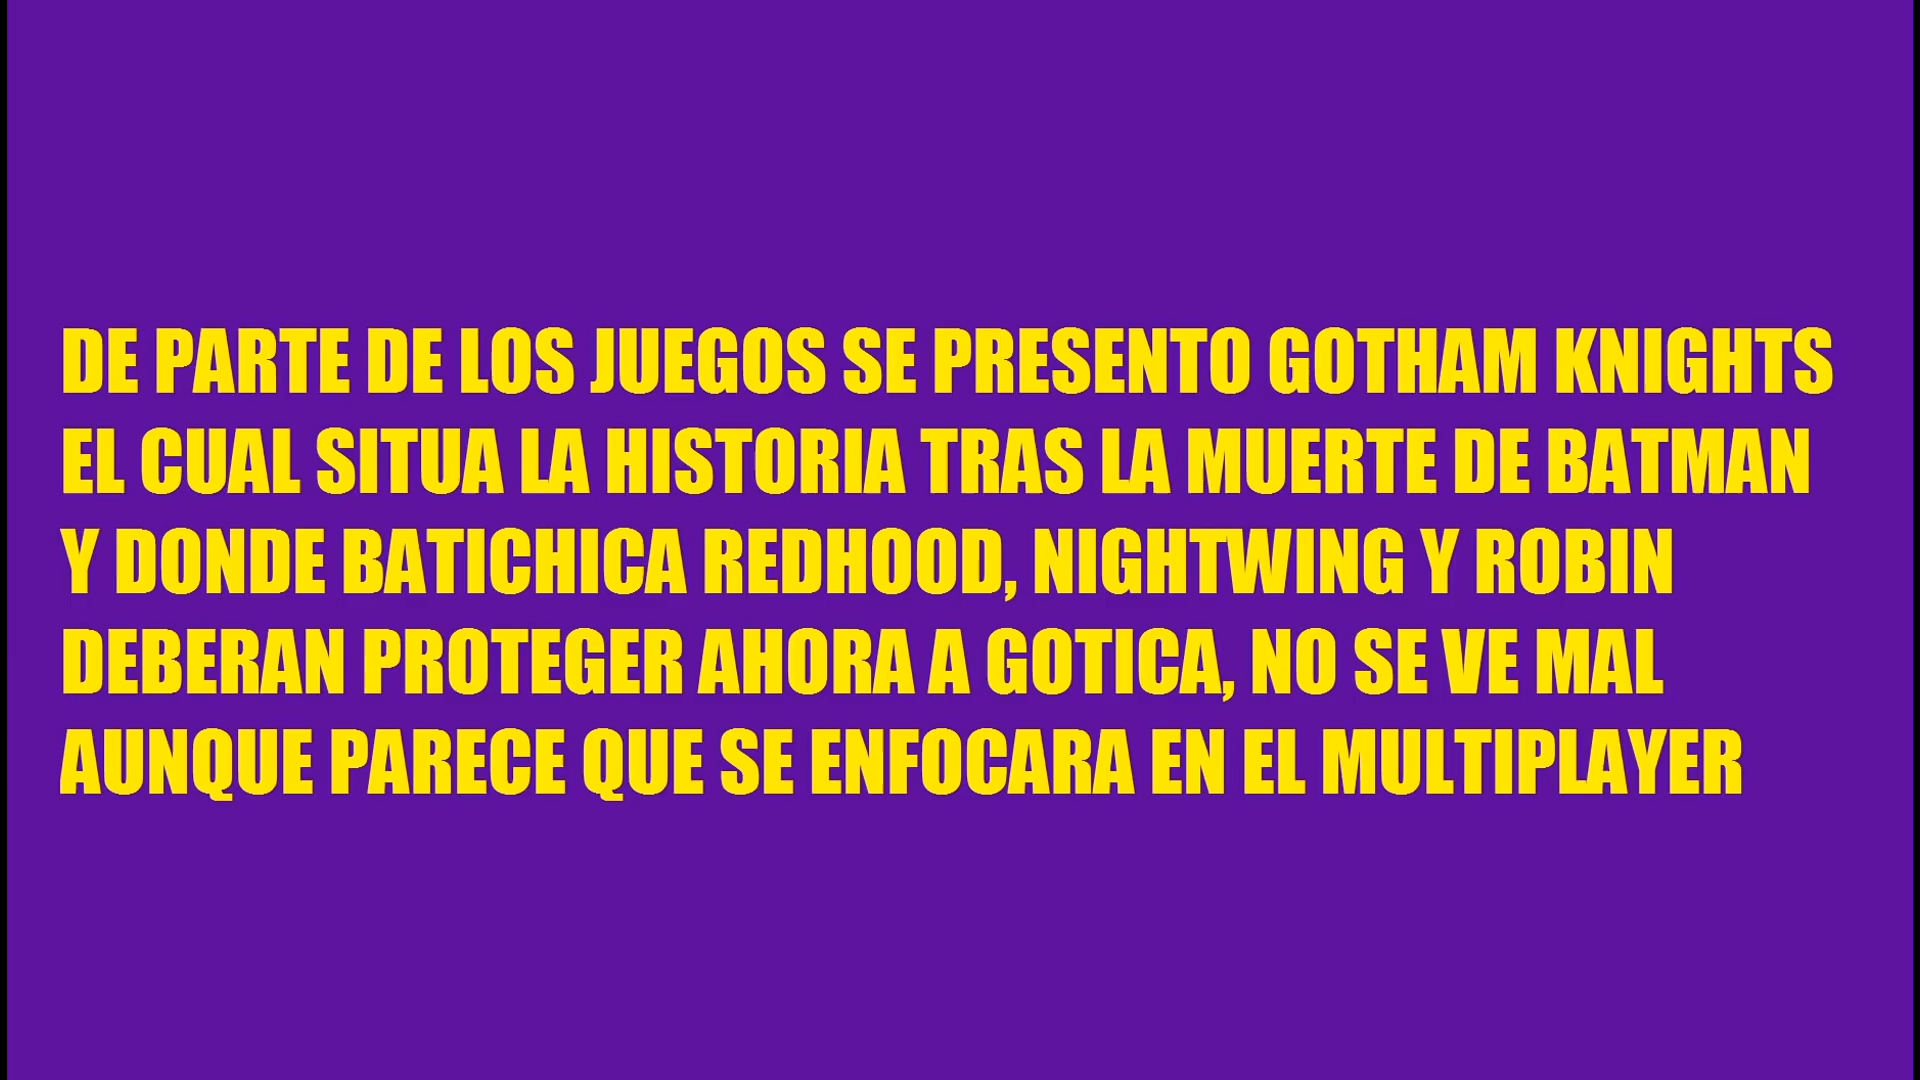 DE PARTE DE LOS JUEGOS SE PRESENTO GOTHAM KNIGHTS
EL CUAL SITUA LA HISTORIA TRAS LA MUERTE DE BATMAN
Y DONDE BATICHICA REDHOOD, NIGHTWING Y ROBIN
DEBERAN PROTEGER AHORA A GOTICA, NO SE VE MAL
AUNQUE PARECE QUE SE ENFOCARA EN EL MULTIPLAYER